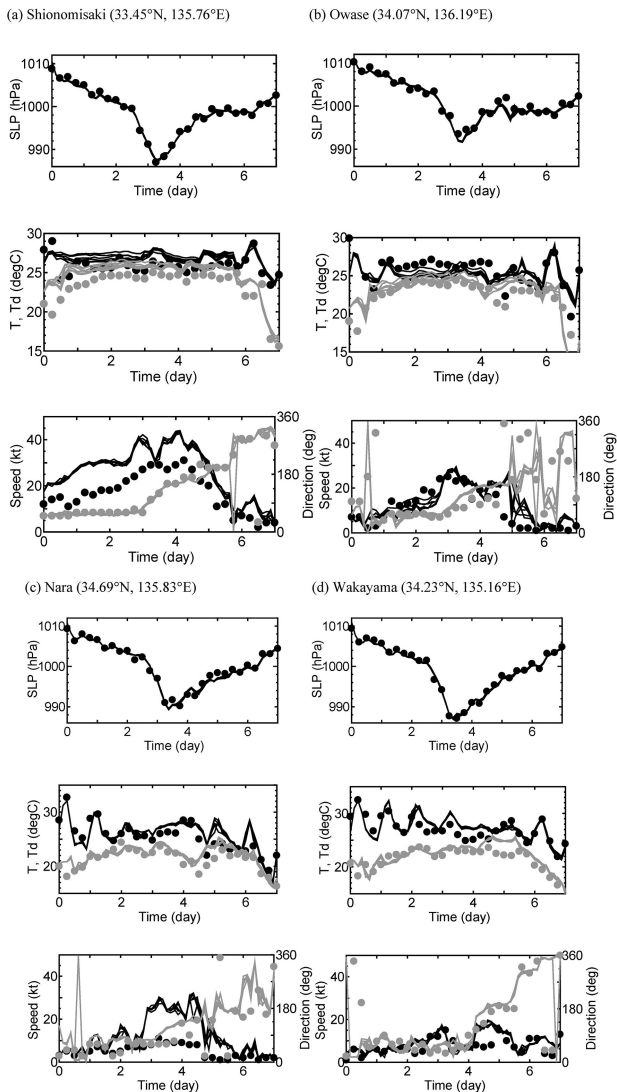 (a) Shionomisaki (33.45°N, 135.76°E)
(b) Owase (34.07°N, 136.19°E)
1010
1000
990
SLP (hPa)
0 2 4 6
Time (day)
1010
1000
990
SLP (hPa)
0 2 4 6
Time (day)
30
25
20
15
T, Td (degC)
0 2 4 6
Time (day)
30
25
20
15
T, Td (degC)
0 2 4 6
Time (day)
40
20
0
Speed (kt)
360
180
0
Direction (deg)
0 2 4 6
Time (day)
40
20
0
Speed (kt)
360
180
0
Direction (deg)
0 2 4 6
Time (day)
(c) Nara (34.69°N, 135.83°E)
(d) Wakayama (34.23°N, 135.16°E)
1010
1000
990
SLP (hPa)
0 2 4 6
Time (day)
1010
1000
990
SLP (hPa)
0 2 4 6
Time (day)
30
20
T, Td (degC)
0 2 4 6
Time (day)
30
20
T, Td (degC)
0 2 4 6
Time (day)
40
20
0
Speed (kt)
360
180
0
Direction (deg)
0 2 4 6
Time (day)
40
20
0
Speed (kt)
360
180
0
Direction (deg)
0 2 4 6
Time (day)